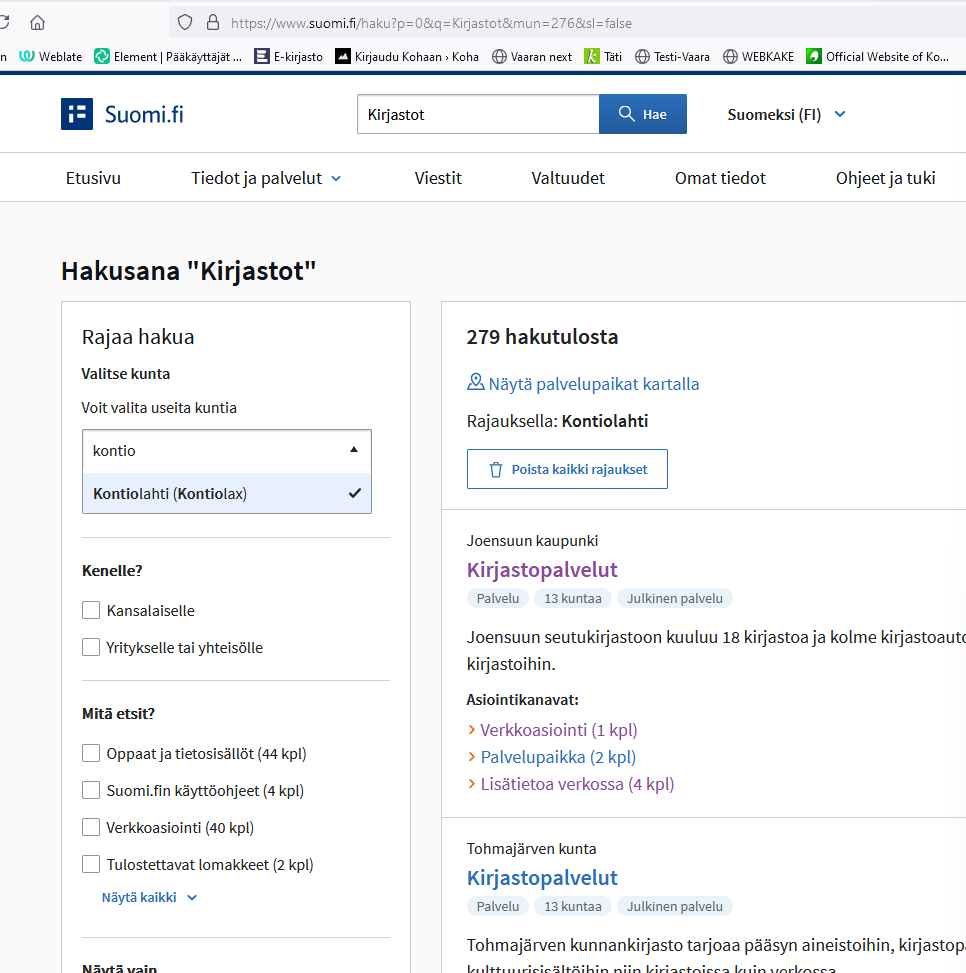 https://www.suomi.fi/haku?p=0&q=Kirjastot&mun=276&sl=false
n Weblate Element | Pääkäyttäjät ... E-kirjasto Kirjaudu Kohaan › Koha Vaaran next Täti Testi-Vaara WEBKAKE Official Website of Ko...
Suomi.fi Kirjastot Hae Suomeksi (FI)
Etusivu Tiedot ja palvelut Viestit Valtuudet Omat tiedot Ohjeet ja tuki
Hakusana "Kirjastot"
Rajaa hakua
Valitse kunta
Voit valita useita kuntia
kontio
Kontiolahti (Kontiolax)
Kenelle?
Kansalaiselle
Yritykselle tai yhteisölle
Mitä etsit?
Oppaat ja tietosisällöt (44 kpl)
Suomi.fin käyttöohjeet (4 kpl)
Verkkoasiointi (40 kpl)
Tulostettavat lomakkeet (2 kpl)
Näytä kaikki
Näytä vain
279 hakutulosta
Näytä palvelupaikat kartalla
Rajauksella: Kontiolahti
Poista kaikki rajaukset
Joensuun kaupunki
Kirjastopalvelut
Palvelu 13 kuntaa Julkinen palvelu
Joensuun seutukirjastoon kuuluu 18 kirjastoa ja kolme kirjastoauto
kirjastoihin.
Asiointikanavat:
Verkkoasiointi (1 kpl)
Palvelupaikka (2 kpl)
Lisätietoa verkossa (4 kpl)
Tohmajärven kunta
Kirjastopalvelut
Palvelu 13 kuntaa Julkinen palvelu
Tohmajärven kunnankirjasto tarjoaa pääsyn aineistoihin, kirjastopa
kulttuurisisältöihin niin kirjastoissa kuin verkossa.